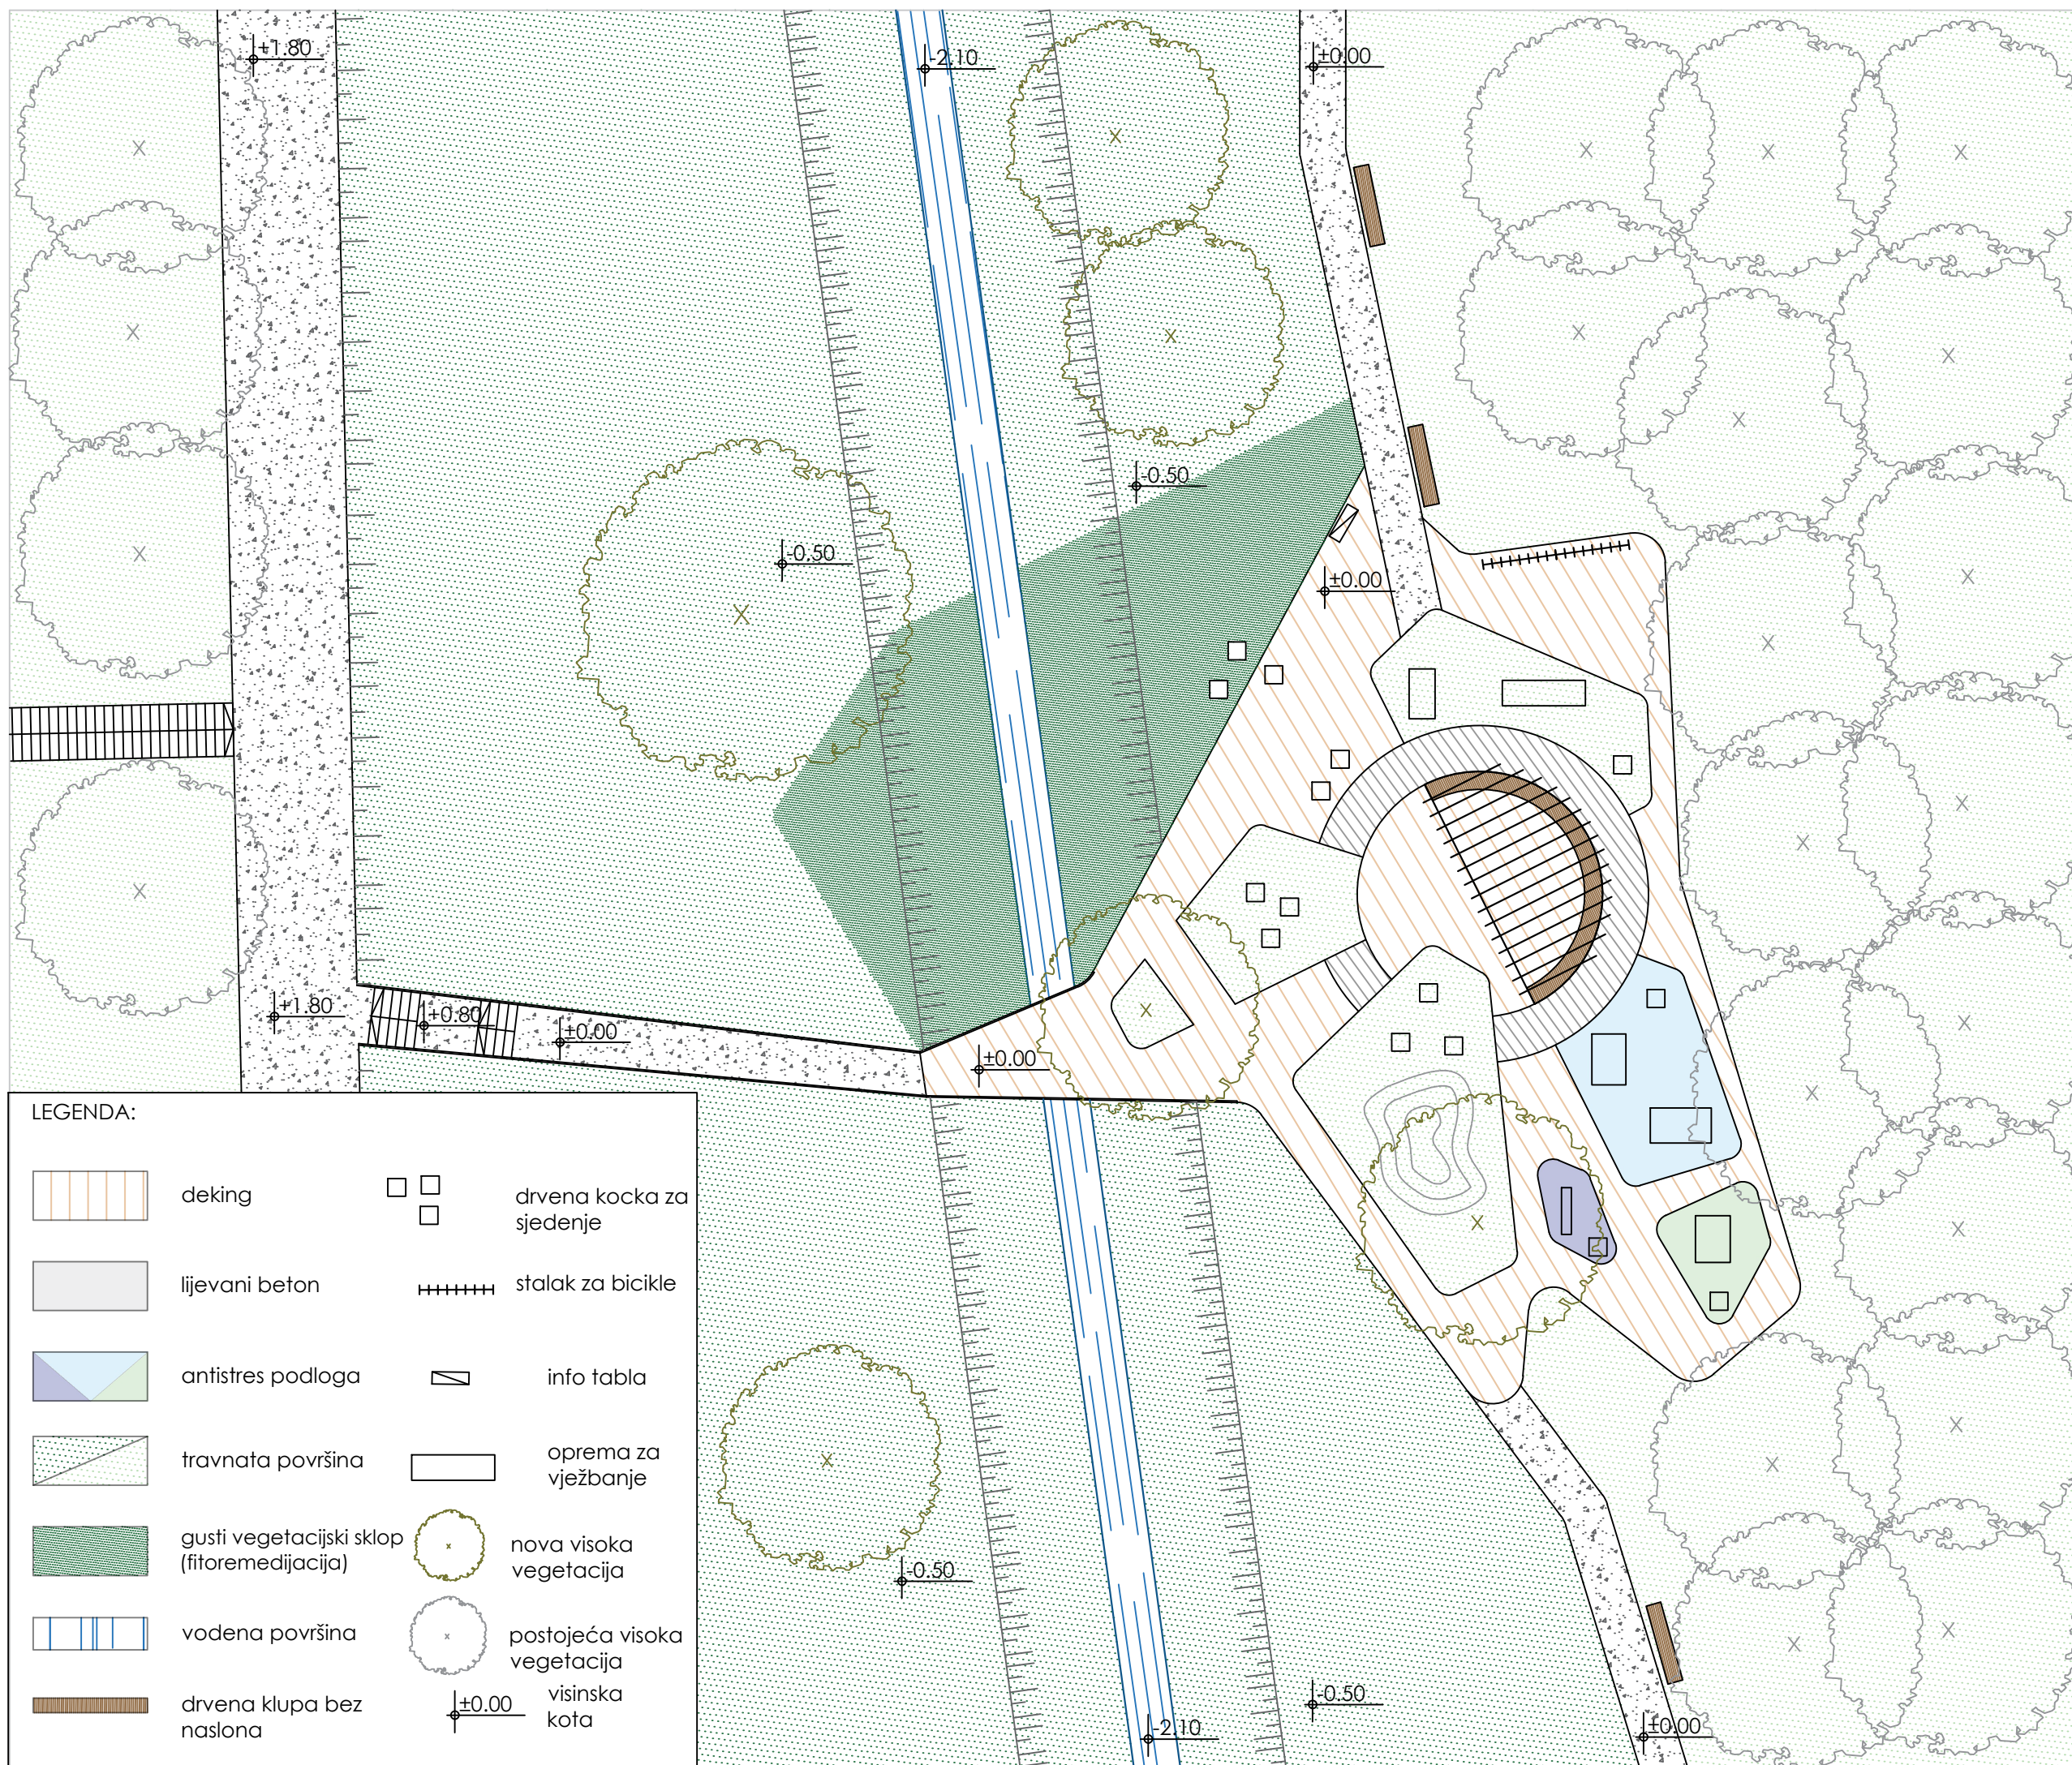 ±1.80
-2.10
±0.00
-0.50
-0.50
±0.00
±1.80
±0.80
±0.00
±0.00
LEGENDA:
deking
drvena kocka za
sjedenje
lijevani beton
stalak za bicikle
antistres podloga
info tabla
travnata površina
oprema za
vježbanje
gusti vegetacijski sklop
(fitoremedijacija)
nova visoka
vegetacija
vodena površina
postojeća visoka
vegetacija
drvena klupa bez
naslona
±0.00
visinska
kota
-0.50
-0.50
-2.10
±0.00